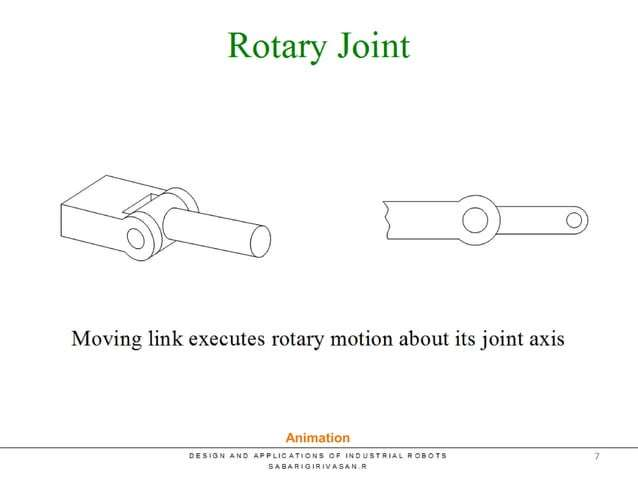 Rotary Joint
Moving link executes rotary motion about its joint axis
Animation
DESIGN AND APPLICATIONS OF INDUSTRIAL ROBOTS
7
SABARIGIRIVASAN.R